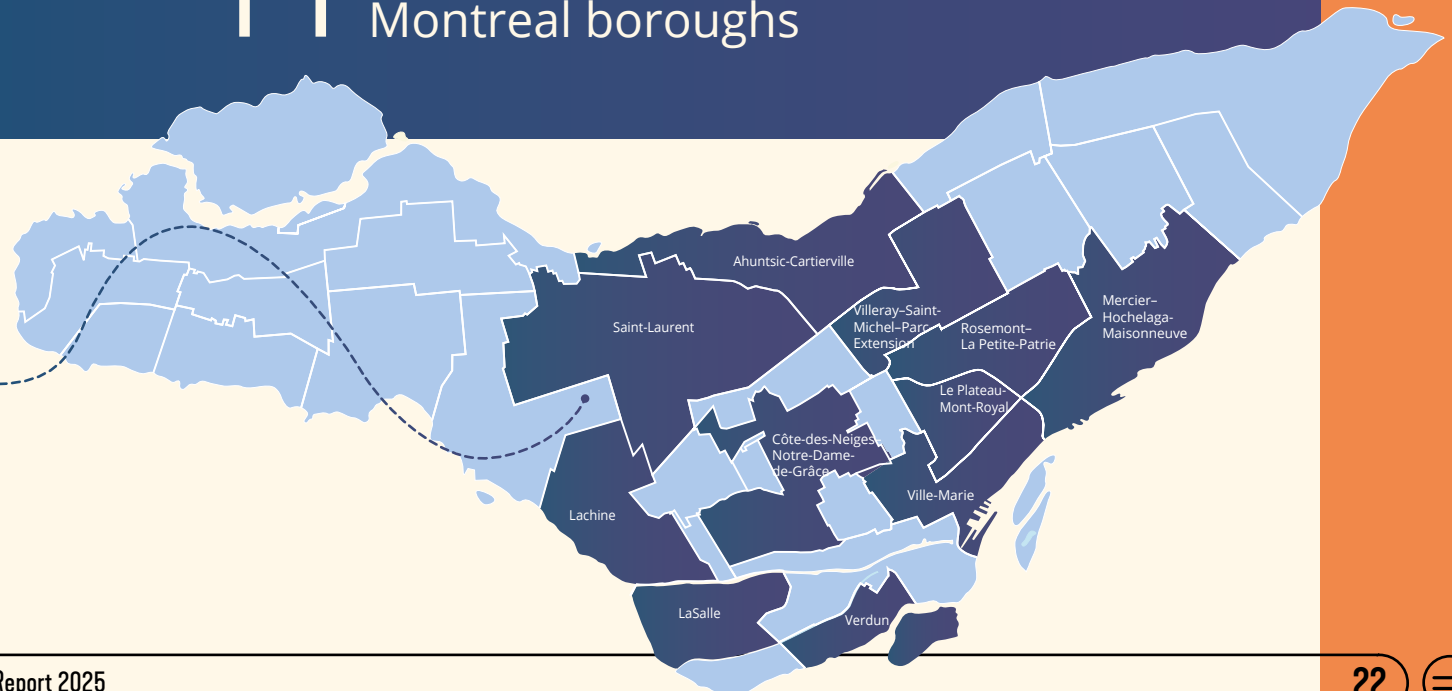 11 Montreal boroughs
Ahuntsic-Cartierville
Saint-Laurent
Villeray–Saint-
Michel–Parc-
Extension
Rosemont–
La Petite-Patrie
Mercier–
Hochelaga-
Maisonneuve
Le Plateau-
Mont-Royal
Côte-des-Neiges-
Notre-Dame-
de-Grâce
Ville-Marie
Lachine
LaSalle
Verdun
Report 2025
22